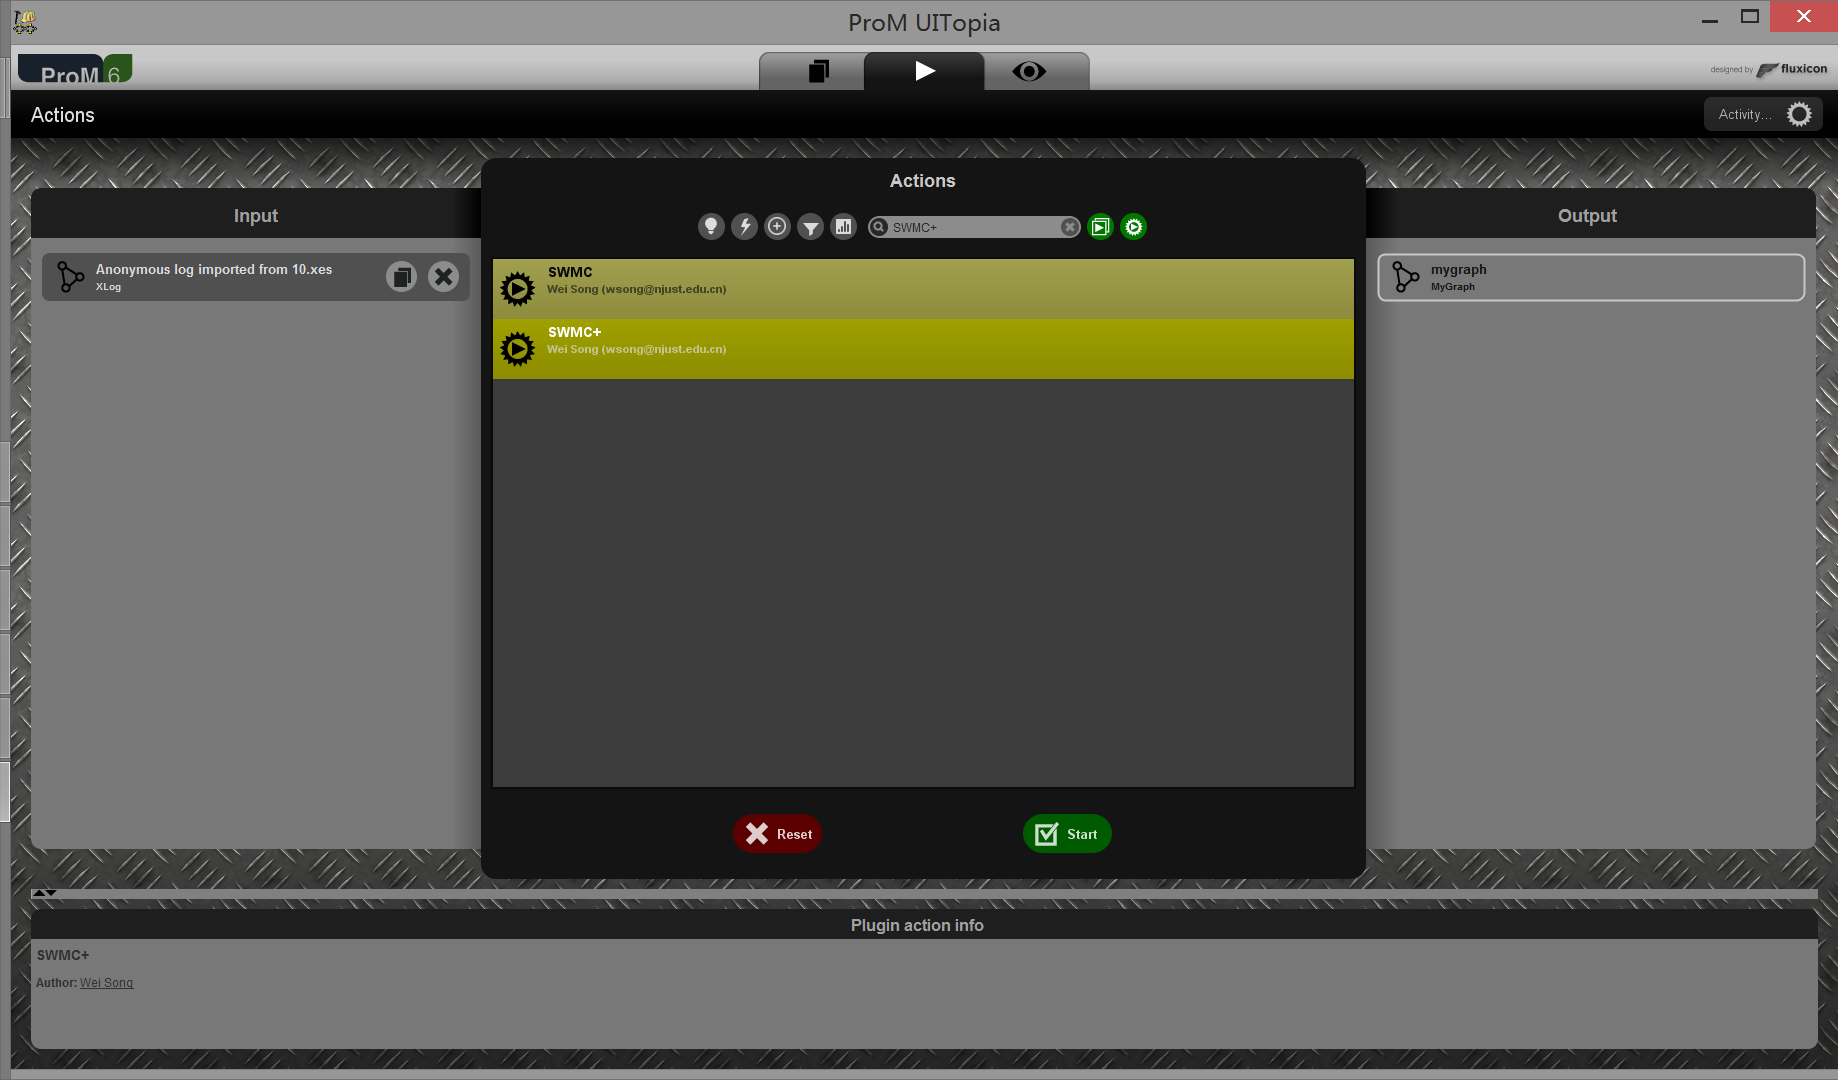 ProM UITopia
ProM 6
designed by fluxicon
Actions
Activity...
Input
Actions
Output
SWMC+
Anonymous log imported from 10.xes
XLog
SWMC
Wei Song (wsong@njust.edu.cn)
SWMC+
Wei Song (wsong@njust.edu.cn)
mygraph
MyGraph
Reset
Start
Plugin action info
SWMC+
Author: Wei Song